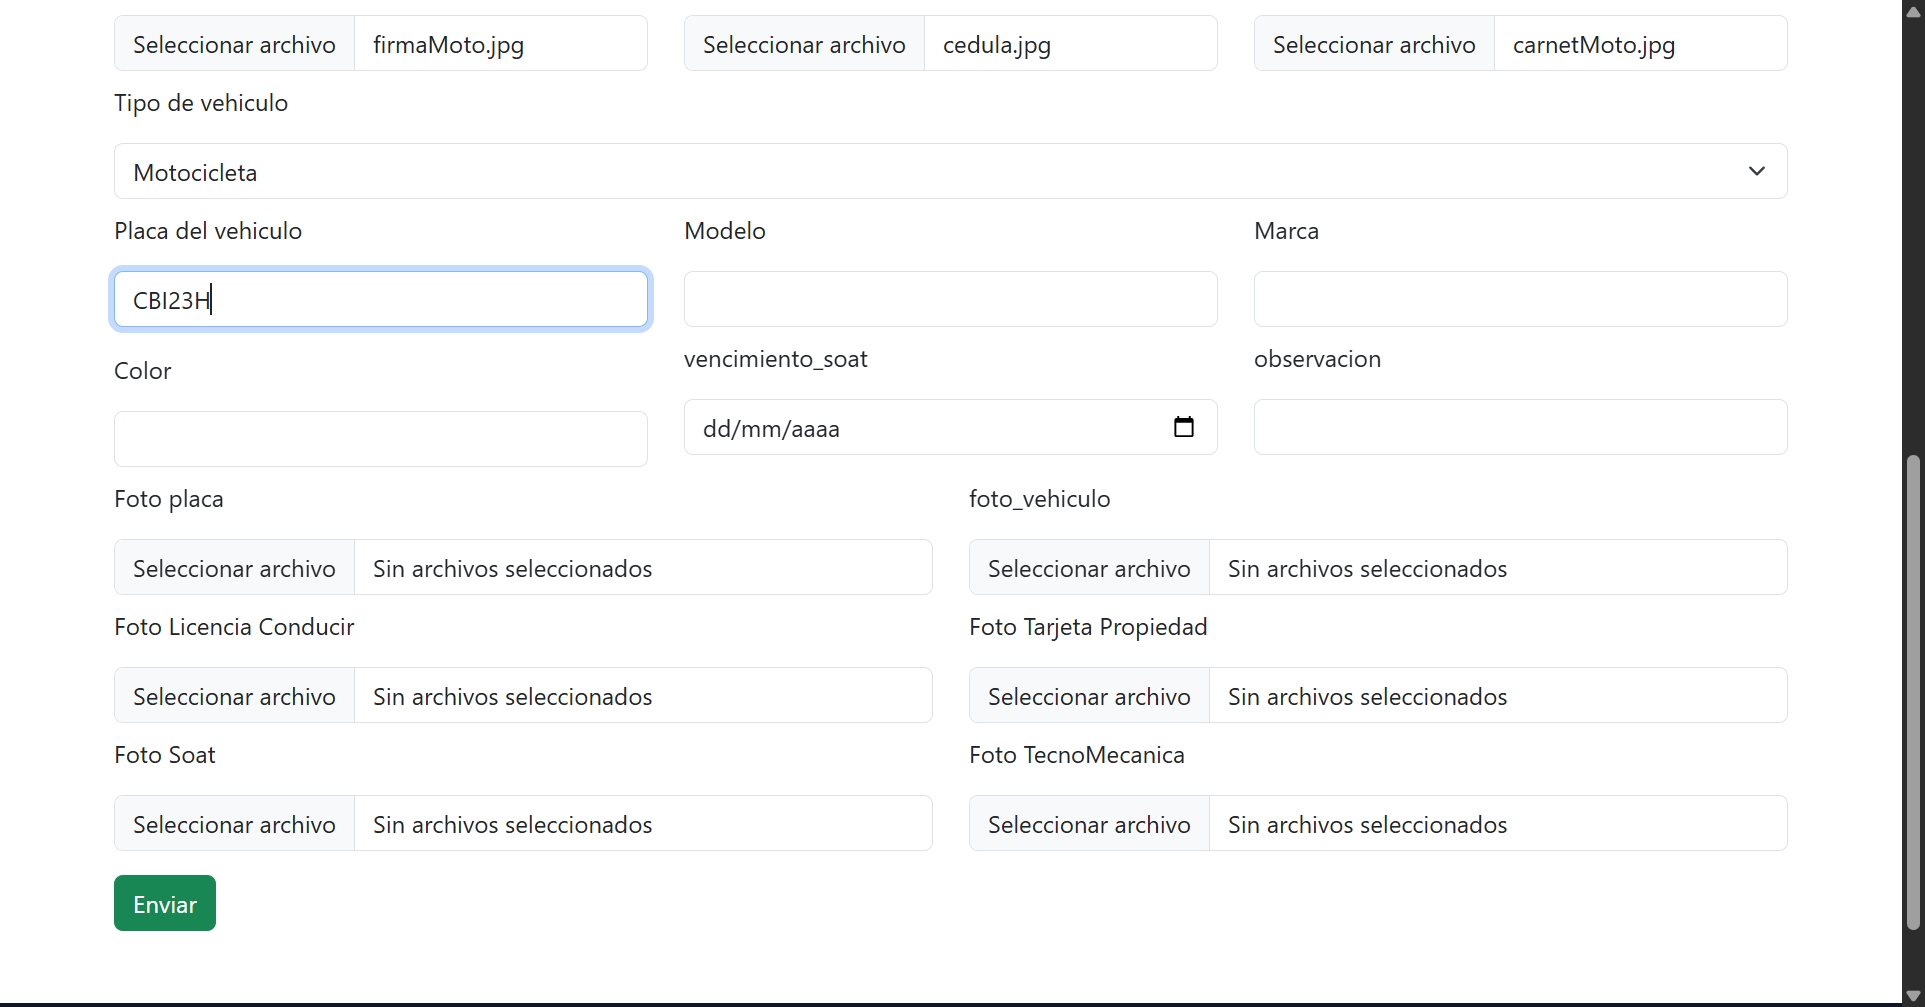 Seleccionar archivo firmaMoto.jpg Seleccionar archivo cedula.jpg Seleccionar archivo carnetMoto.jpg
Tipo de vehiculo
Motocicleta
Placa del vehiculo Modelo Marca
CBI23H
Color vencimiento_soat observacion
dd/mm/aaaa
Foto placa foto_vehiculo
Seleccionar archivo Sin archivos seleccionados Seleccionar archivo Sin archivos seleccionados
Foto Licencia Conducir Foto Tarjeta Propiedad
Seleccionar archivo Sin archivos seleccionados Seleccionar archivo Sin archivos seleccionados
Foto Soat Foto TecnoMecanica
Seleccionar archivo Sin archivos seleccionados Seleccionar archivo Sin archivos seleccionados
Enviar